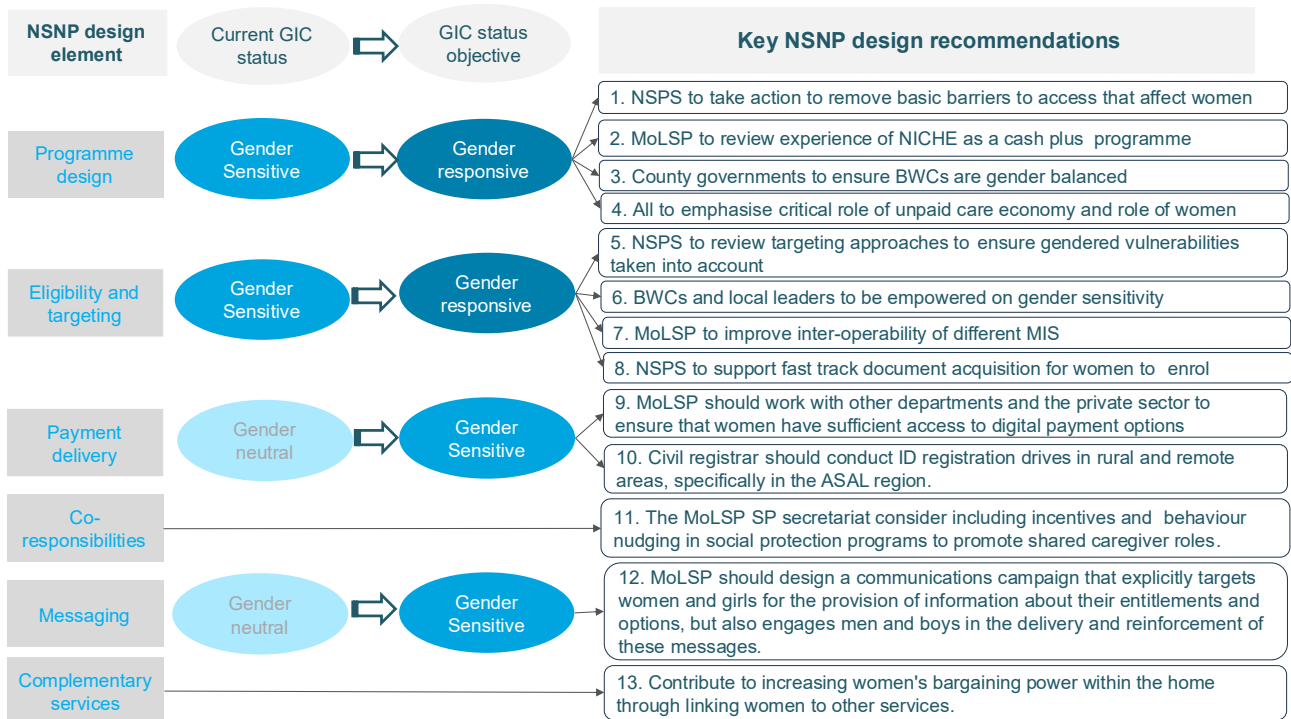 NSNP design
element
Current GIC
status
GIC status
objective
Key NSNP design recommendations
Programme
design
Gender
Sensitive
Gender
responsive
1. NSPS to take action to remove basic barriers to access that affect women
2. MoLSP to review experience of NICHE as a cash plus programme
3. County governments to ensure BWCs are gender balanced
4. All to emphasise critical role of unpaid care economy and role of women
Eligibility and
targeting
Gender
Sensitive
Gender
responsive
5. NSPS to review targeting approaches to ensure gendered vulnerabilities
taken into account
6. BWCs and local leaders to be empowered on gender sensitivity
7. MoLSP to improve inter-operability of different MIS
8. NSPS to support fast track document acquisition for women to enrol
Payment
delivery
Gender
neutral
Gender
Sensitive
9. MoLSP should work with other departments and the private sector to
ensure that women have sufficient access to digital payment options
10. Civil registrar should conduct ID registration drives in rural and remote
areas, specifically in the ASAL region.
Co-
responsibilities
11. The MoLSP SP secretariat consider including incentives and behaviour
nudging in social protection programs to promote shared caregiver roles.
Messaging
Gender
neutral
Gender
Sensitive
12. MoLSP should design a communications campaign that explicitly targets
women and girls for the provision of information about their entitlements and
options, but also engages men and boys in the delivery and reinforcement of
these messages.
Complementary
services
13. Contribute to increasing women's bargaining power within the home
through linking women to other services.